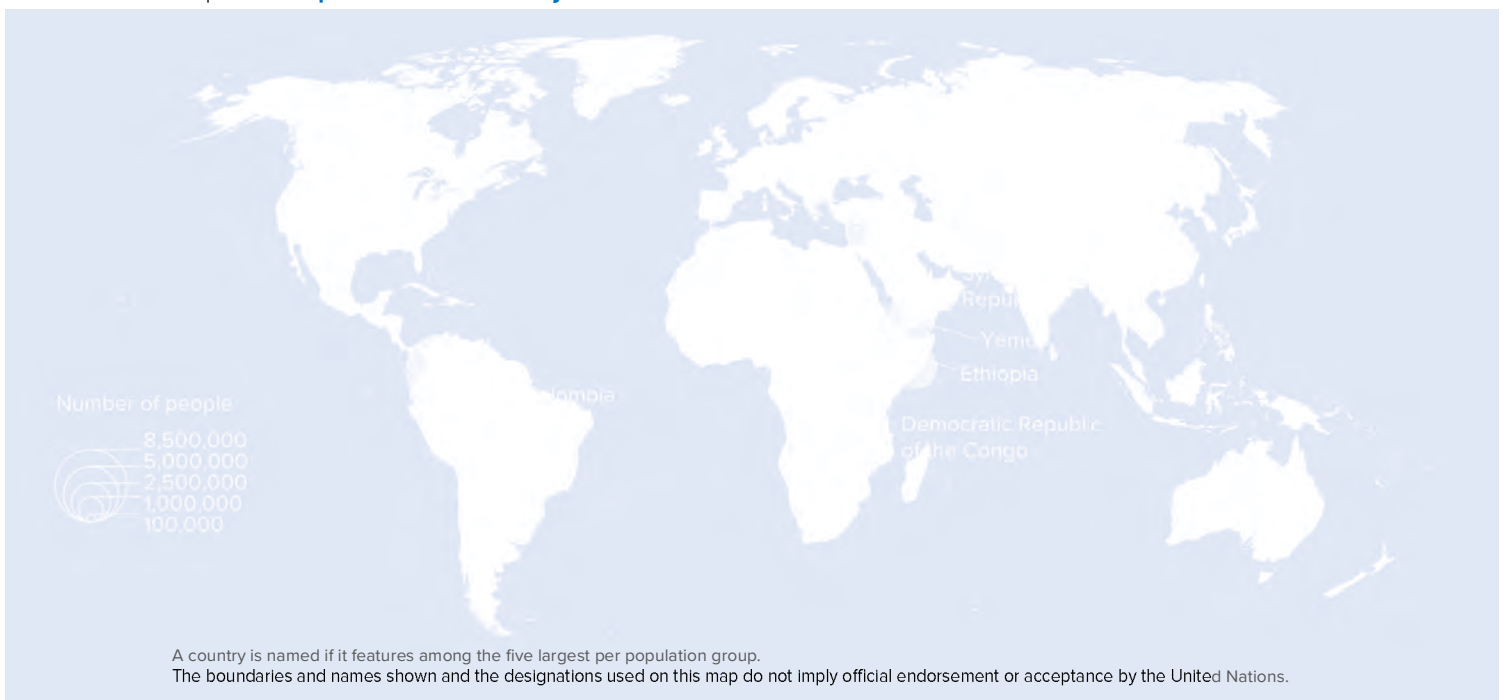 Number of people
8,500,000
5,000,000
2,500,000
1,000,000
100,000
Ethiopia
Democratic Republic
of the Congo
A country is named if it features among the five largest per population group.
The boundaries and names shown and the designations used on this map do not imply official endorsement or acceptance by the United Nations.